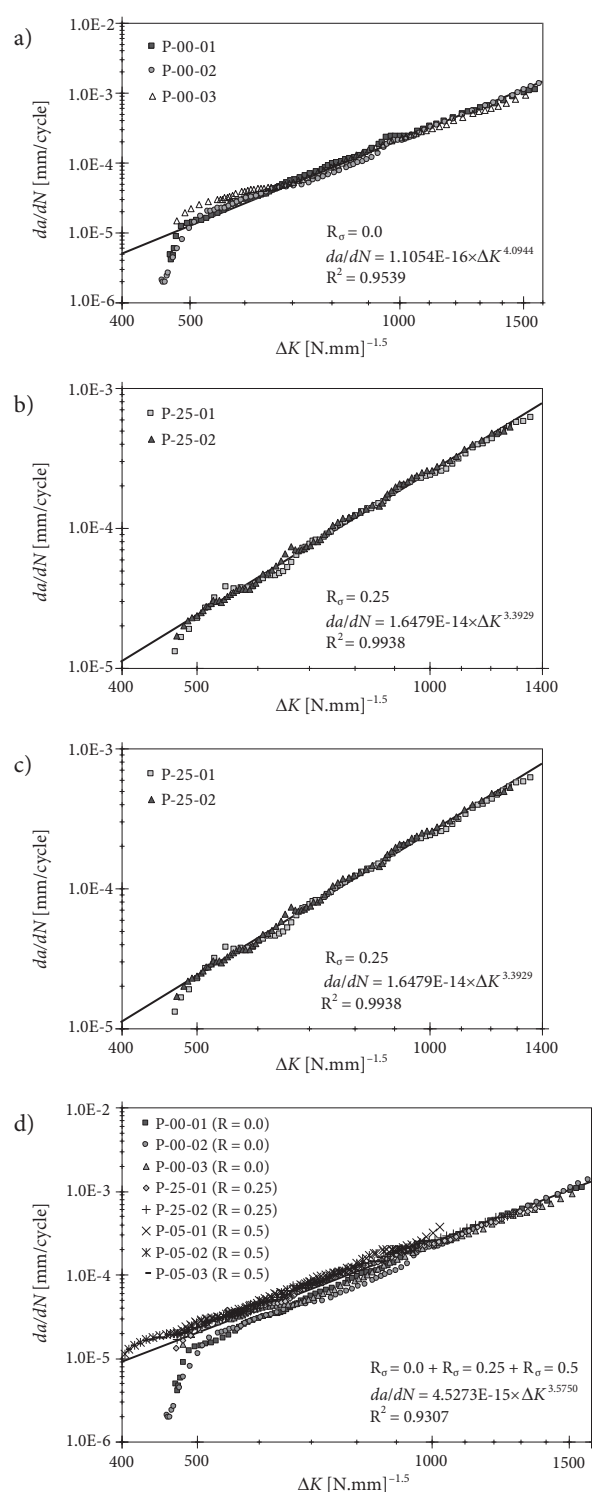 a)
1.0E-2
1.0E-3
1.0E-4
1.0E-5
1.0E-6
da/dN [mm/cycle]
P-00-01
P-00-02
P-00-03
Rσ = 0.0
da/dN = 1.1054E-16×ΔK^4.0944
R² = 0.9539
400 500 1000 1500
ΔK [N.mm]^−1.5
b)
1.0E-3
1.0E-4
1.0E-5
da/dN [mm/cycle]
P-25-01
P-25-02
Rσ = 0.25
da/dN = 1.6479E-14×ΔK^3.3929
R² = 0.9938
400 500 1000 1400
ΔK [N.mm]^−1.5
c)
1.0E-3
1.0E-4
1.0E-5
da/dN [mm/cycle]
P-25-01
P-25-02
Rσ = 0.25
da/dN = 1.6479E-14×ΔK^3.3929
R² = 0.9938
400 500 1000 1400
ΔK [N.mm]^−1.5
d)
1.0E-2
1.0E-3
1.0E-4
1.0E-5
1.0E-6
da/dN [mm/cycle]
P-00-01 (R = 0.0)
P-00-02 (R = 0.0)
P-00-03 (R = 0.0)
P-25-01 (R = 0.25)
P-25-02 (R = 0.25)
P-05-01 (R = 0.5)
P-05-02 (R = 0.5)
P-05-03 (R = 0.5)
Rσ = 0.0 + Rσ = 0.25 + Rσ = 0.5
da/dN = 4.5273E-15×ΔK^3.5750
R² = 0.9307
400 500 1000 1500
ΔK [N.mm]^−1.5